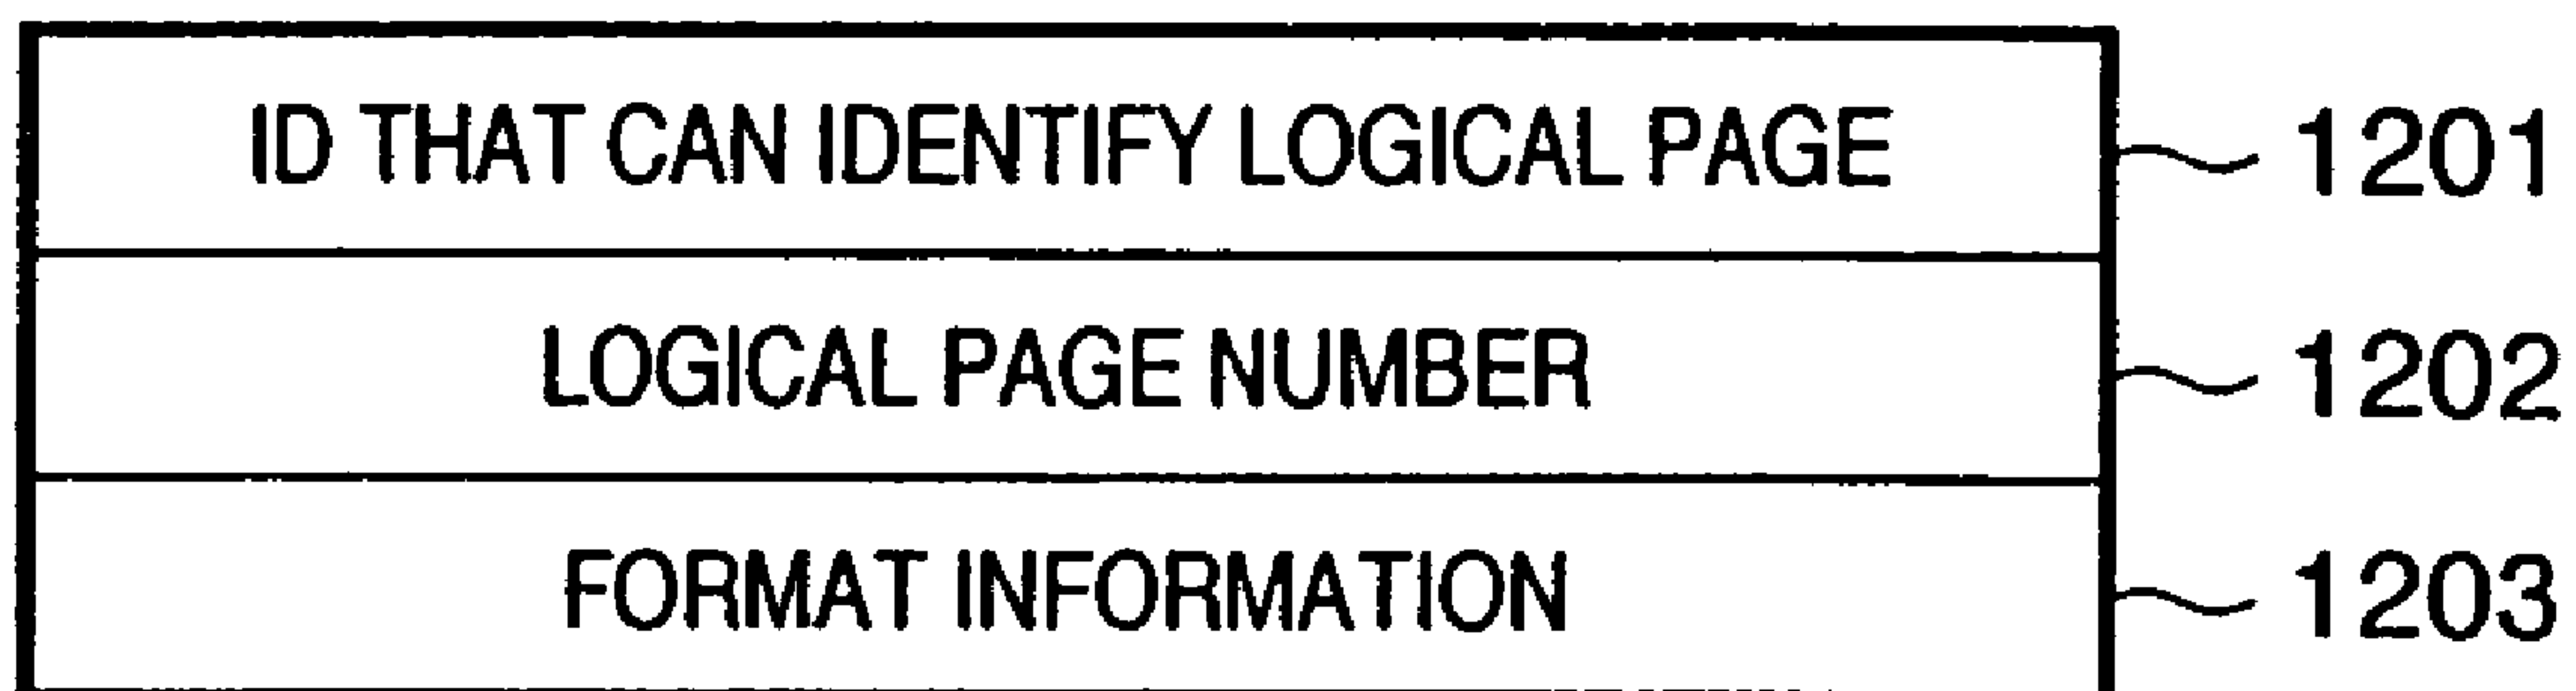 ID THAT CAN IDENTIFY LOGICAL PAGE 1201
LOGICAL PAGE NUMBER 1202
FORMAT INFORMATION 1203